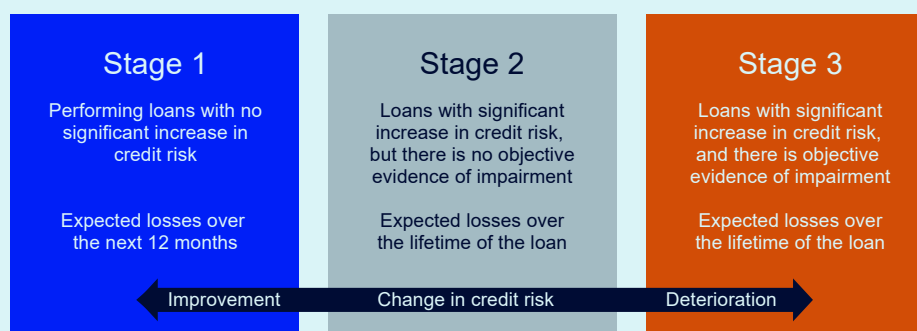 Stage 1
Performing loans with no
significant increase in
credit risk
Expected losses over
the next 12 months
Stage 2
Loans with significant
increase in credit risk,
but there is no objective
evidence of impairment
Expected losses over
the lifetime of the loan
Stage 3
Loans with significant
increase in credit risk,
and there is objective
evidence of impairment
Expected losses over
the lifetime of the loan
Improvement
Change in credit risk
Deterioration